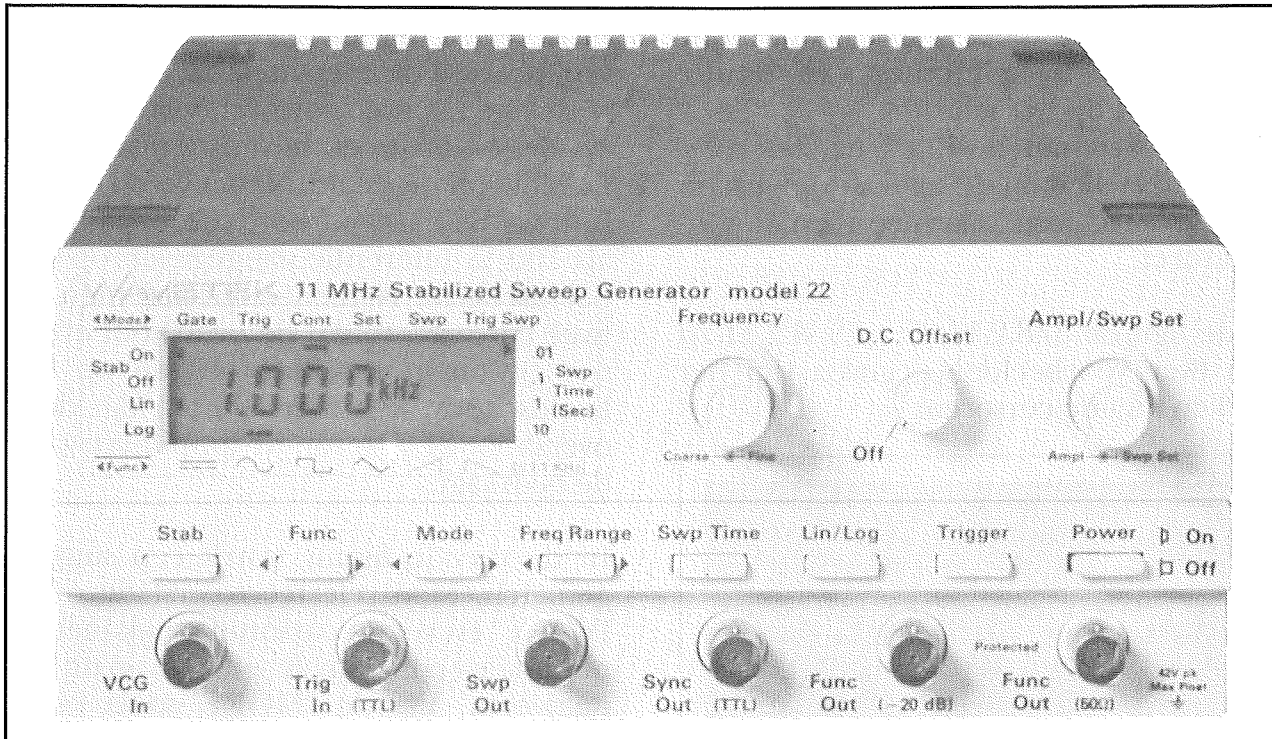 11 MHz Stabilized Sweep Generator model 22
◄Mode► Gate Trig Cont Set Swp Trig Swp
Frequency
D.C. Offset
Ampl/Swp Set
Stab On
Off
Lin
Log
1.000 kHz
01
1
1
10
Swp Time (Sec)
◄Func►
Coarse Fine
Off
Ampl Swp Set
Stab Func Mode Freq Range Swp Time Lin/Log Trigger Power On
Off
VCG In
Trig In (TTL)
Swp Out
Sync Out (TTL)
Func Out (-20 dB)
Protected
Func Out (50Ω)
42V pk
Max Float